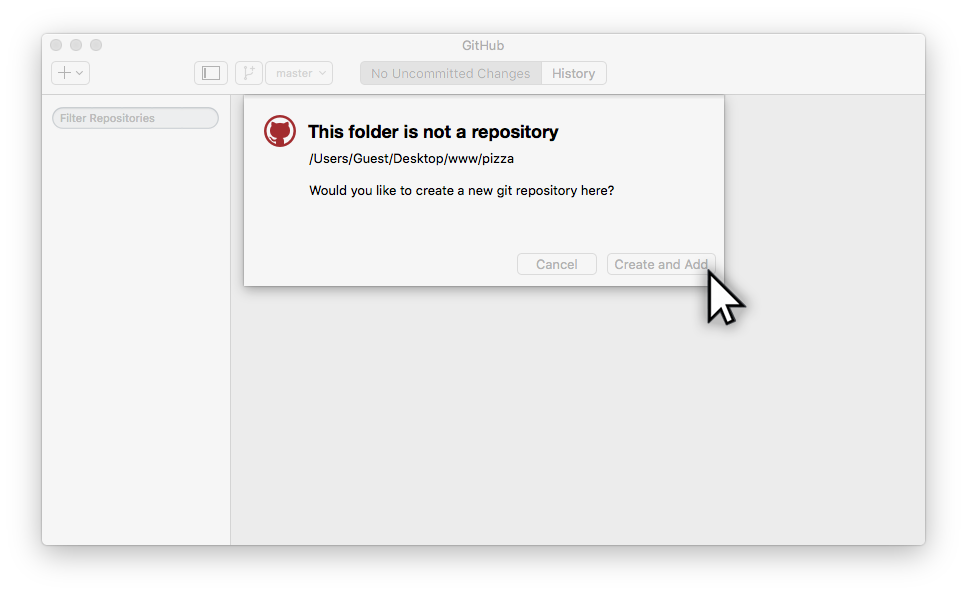 GitHub
master
No Uncommitted Changes
History
Filter Repositories
This folder is not a repository
/Users/Guest/Desktop/www/pizza
Would you like to create a new git repository here?
Cancel
Create and Add